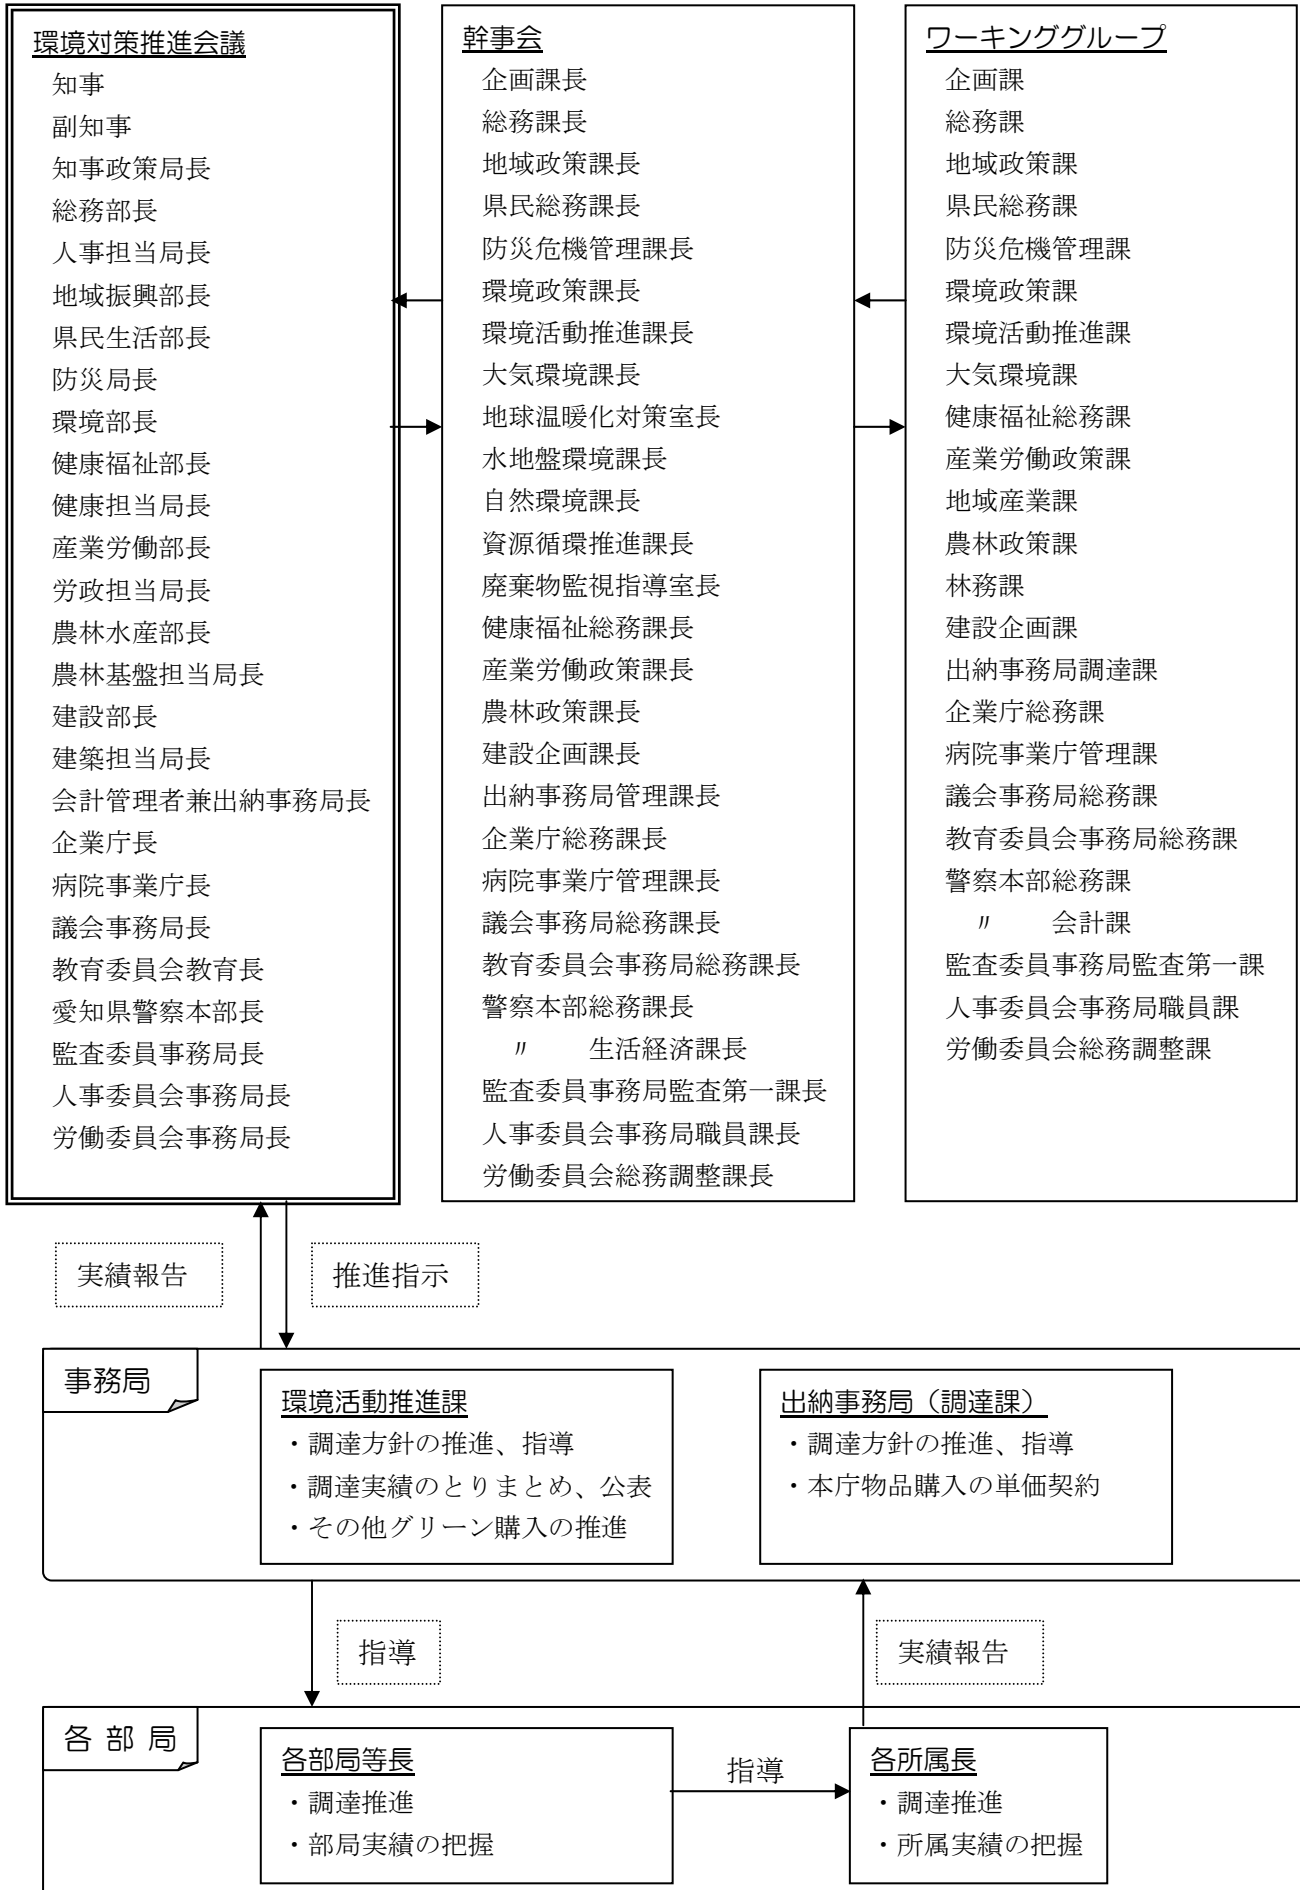 環境対策推進会議
知事
副知事
知事政策局長
総務部長
人事担当局長
地域振興部長
県民生活部長
防災局長
環境部長
健康福祉部長
健康担当局長
産業労働部長
労政担当局長
農林水産部長
農林基盤担当局長
建設部長
建築担当局長
会計管理者兼出納事務局長
企業庁長
病院事業庁長
議会事務局長
教育委員会教育長
愛知県警察本部長
監査委員事務局長
人事委員会事務局長
労働委員会事務局長
幹事会
企画課長
総務課長
地域政策課長
県民総務課長
防災危機管理課長
環境政策課長
環境活動推進課長
大気環境課長
地球温暖化対策室長
水地盤環境課長
自然環境課長
資源循環推進課長
廃棄物監視指導室長
健康福祉総務課長
産業労働政策課長
農林政策課長
建設企画課長
出納事務局管理課長
企業庁総務課長
病院事業庁管理課長
議会事務局総務課長
教育委員会事務局総務課長
警察本部総務課長
〃 生活経済課長
監査委員事務局監査第一課長
人事委員会事務局職員課長
労働委員会総務調整課長
ワーキンググループ
企画課
総務課
地域政策課
県民総務課
防災危機管理課
環境政策課
環境活動推進課
大気環境課
健康福祉総務課
産業労働政策課
地域産業課
農林政策課
林務課
建設企画課
出納事務局調達課
企業庁総務課
病院事業庁管理課
議会事務局総務課
教育委員会事務局総務課
警察本部総務課
〃 会計課
監査委員事務局監査第一課
人事委員会事務局職員課
労働委員会総務調整課
実績報告
推進指示
事務局
環境活動推進課
・調達方針の推進、指導
・調達実績のとりまとめ、公表
・その他グリーン購入の推進
出納事務局（調達課）
・調達方針の推進、指導
・本庁物品購入の単価契約
指導
実績報告
各 部 局
各部局等長
・調達推進
・部局実績の把握
指導
各所属長
・調達推進
・所属実績の把握